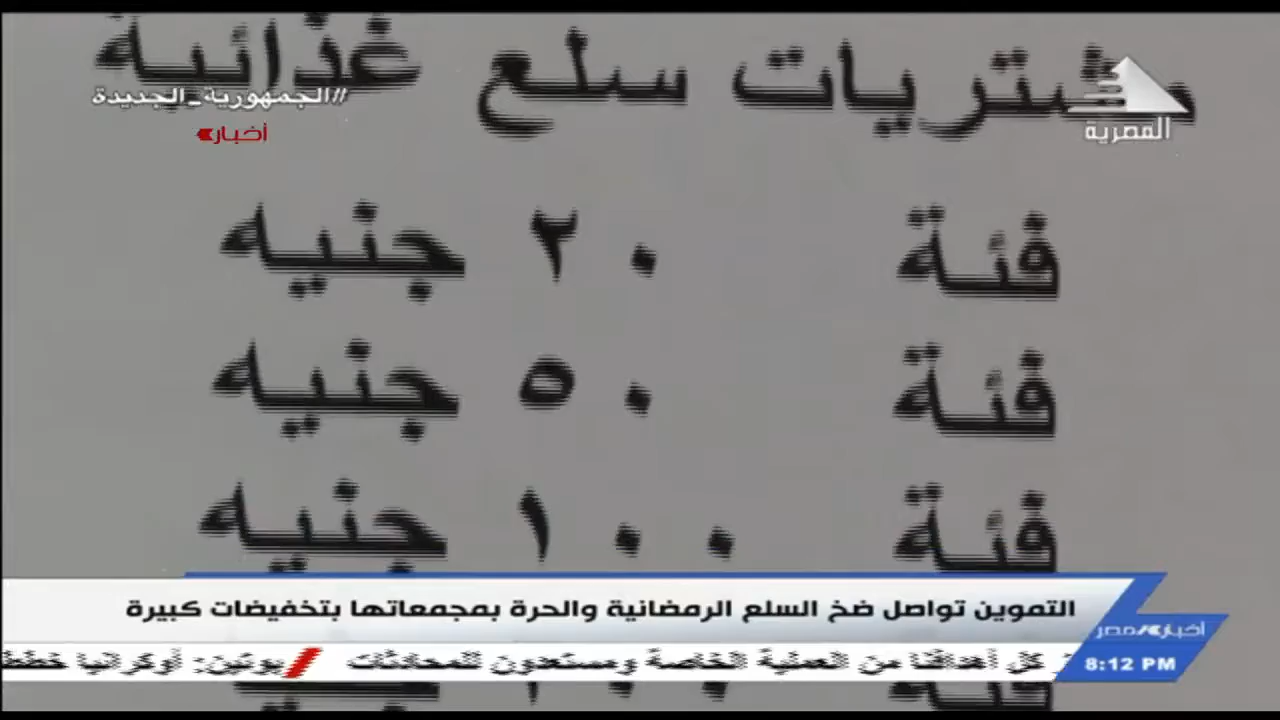 مشتريات سلع غذائية
#الجمهورية_الجديدة
أخبار
المصرية
فئة ٢٠ جنيه
فئة ٥٠ جنيه
فئة ١٠٠ جنيه
التموين تواصل ضخ السلع الرمضانية والحرة بمجمعاتها بتخفيضات كبيرة
أخبار مصر
كل أهدافنا من العملية الخاصة ومستعدون للمحادثات / بوتين: أوكرانيا
8:12 PM
فئة